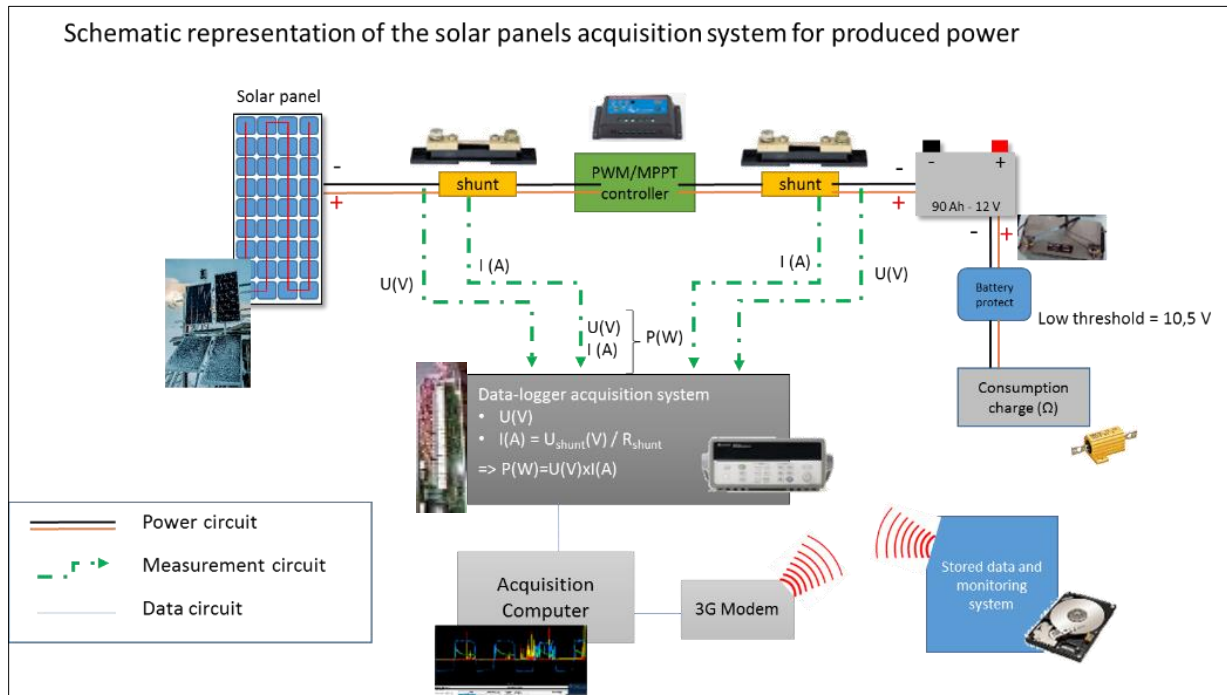 Schematic representation of the solar panels acquisition system for produced power
Solar panel
-
+
shunt
PWM/MPPT
controller
shunt
-
+
- +
90 Ah - 12 V
-
+
Battery
protect
Low threshold = 10,5 V
Consumption
charge (Ω)
U(V)
I (A)
I (A)
U(V)
U(V)
I (A)
P(W)
Data-logger acquisition system
• U(V)
• I(A) = Ushunt(V) / Rshunt
=> P(W)=U(V)xI(A)
Power circuit
Measurement circuit
Data circuit
Acquisition
Computer
3G Modem
Stored data and
monitoring
system